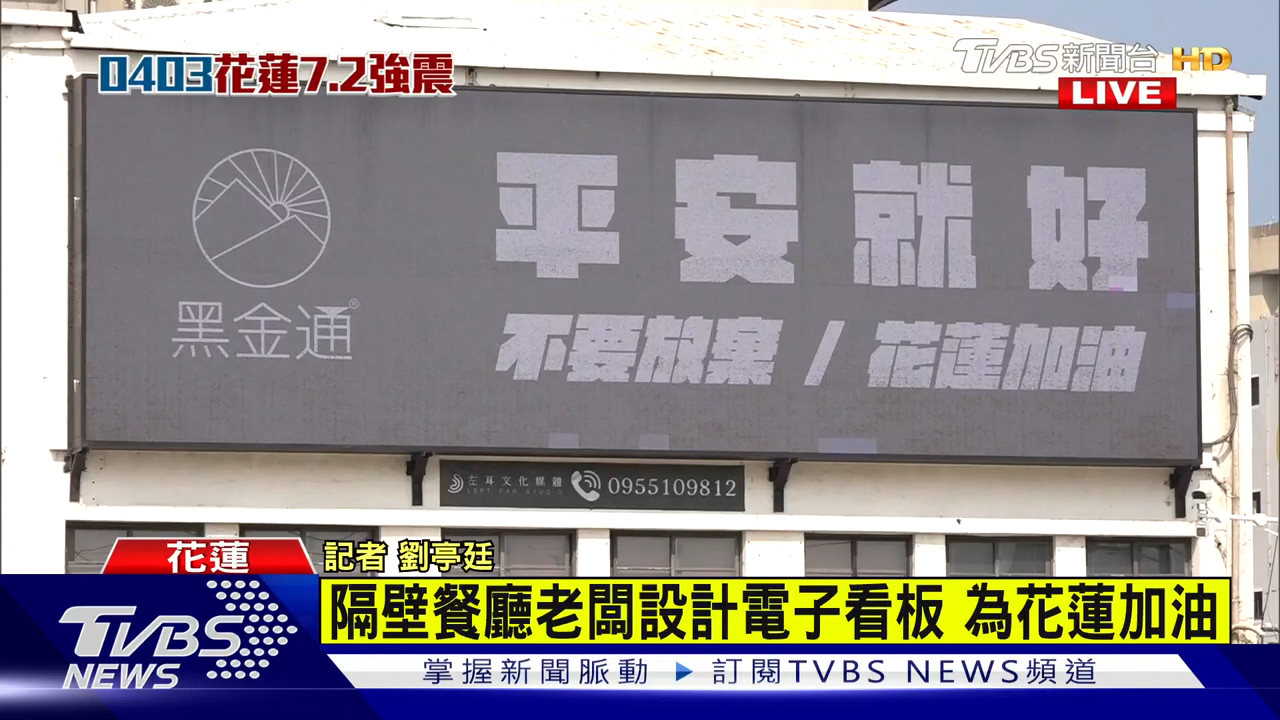 0403花蓮7.2強震
TVBS新聞台 HD
LIVE
平安就好
不要放棄 / 花蓮加油
黑金通®
左耳文化媒體
LEFT EAR STUDIO
0955109812
花蓮
記者 劉亭廷
隔壁餐廳老闆設計電子看板 為花蓮加油
TVBS
NEWS
掌握新聞脈動 ▶ 訂閱TVBS NEWS頻道